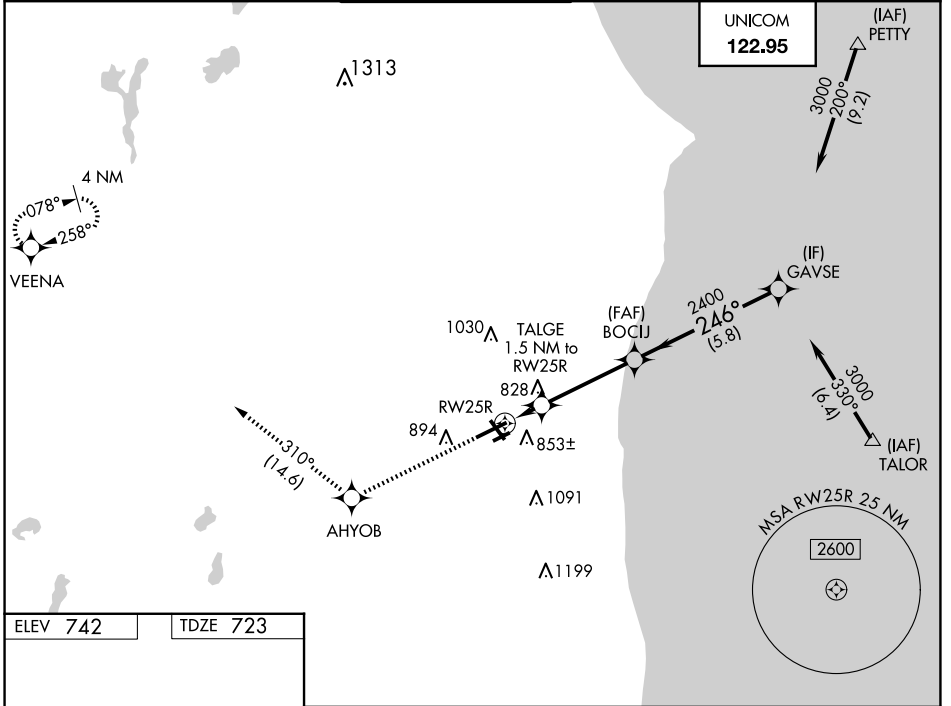 UNICOM
122.95
(IAF)
PETTY
3000
200°
(9.2)
1313
4 NM
078°
258°
VEENA
(IF)
GAVSE
2400
246°
(5.8)
(FAF)
BOCIJ
1030
TALGE
1.5 NM to
RW25R
828
RW25R
894
853±
3000
330°
(6.4)
(IAF)
TALOR
310°
(14.6)
AHYOB
1091
1199
MSA RW25R 25 NM
2600
ELEV 742
TDZE 723